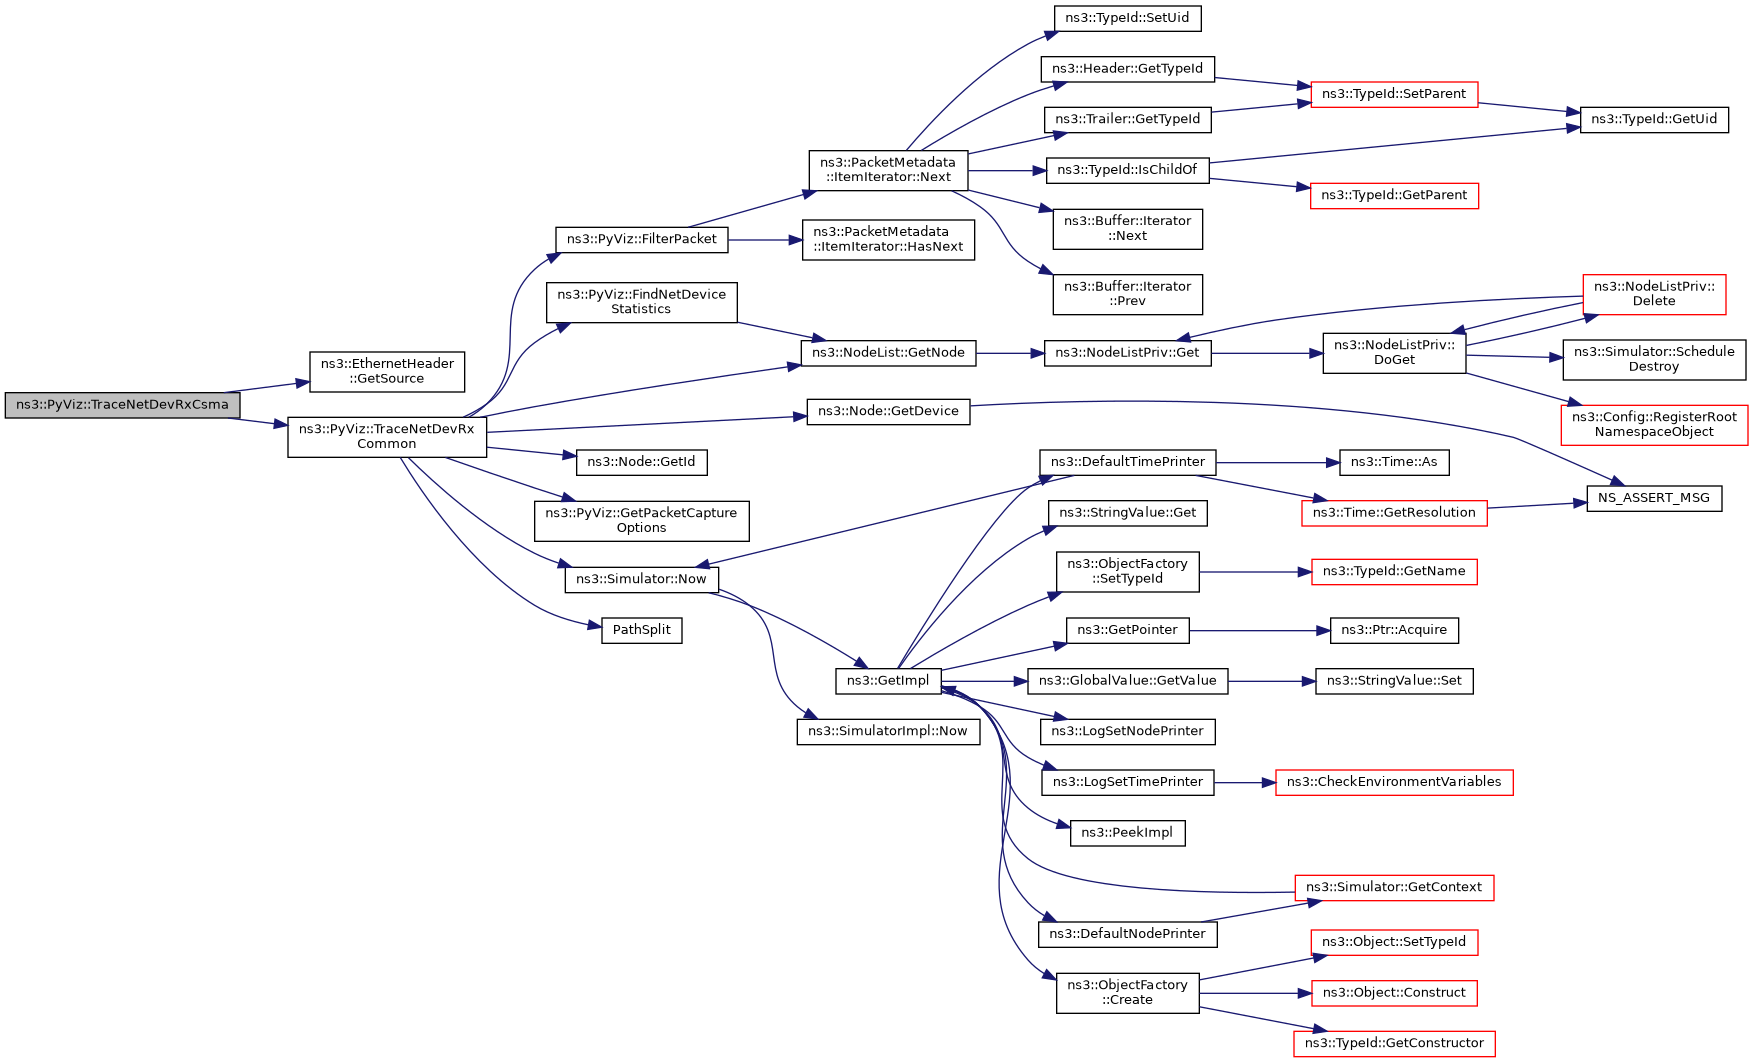 ns3::PyViz::TraceNetDevRxCsma
ns3::EthernetHeader
::GetSource
ns3::PyViz::TraceNetDevRx
Common
ns3::PyViz::FilterPacket
ns3::PyViz::FindNetDevice
Statistics
ns3::Node::GetId
ns3::PyViz::GetPacketCapture
Options
ns3::Simulator::Now
PathSplit
ns3::PacketMetadata
::ItemIterator::Next
ns3::PacketMetadata
::ItemIterator::HasNext
ns3::NodeList::GetNode
ns3::Node::GetDevice
ns3::GetImpl
ns3::SimulatorImpl::Now
ns3::TypeId::SetUid
ns3::Header::GetTypeId
ns3::Trailer::GetTypeId
ns3::TypeId::IsChildOf
ns3::Buffer::Iterator
::Next
ns3::Buffer::Iterator
::Prev
ns3::NodeListPriv::Get
ns3::DefaultTimePrinter
ns3::StringValue::Get
ns3::ObjectFactory
::SetTypeId
ns3::GetPointer
ns3::GlobalValue::GetValue
ns3::LogSetNodePrinter
ns3::LogSetTimePrinter
ns3::PeekImpl
ns3::DefaultNodePrinter
ns3::ObjectFactory
::Create
ns3::TypeId::SetParent
ns3::TypeId::GetParent
ns3::NodeListPriv::
DoGet
ns3::Time::As
ns3::Time::GetResolution
ns3::TypeId::GetName
ns3::Ptr::Acquire
ns3::StringValue::Set
ns3::CheckEnvironmentVariables
ns3::Simulator::GetContext
ns3::Object::SetTypeId
ns3::Object::Construct
ns3::TypeId::GetConstructor
ns3::TypeId::GetUid
ns3::NodeListPriv::
Delete
ns3::Simulator::Schedule
Destroy
ns3::Config::RegisterRoot
NamespaceObject
NS_ASSERT_MSG